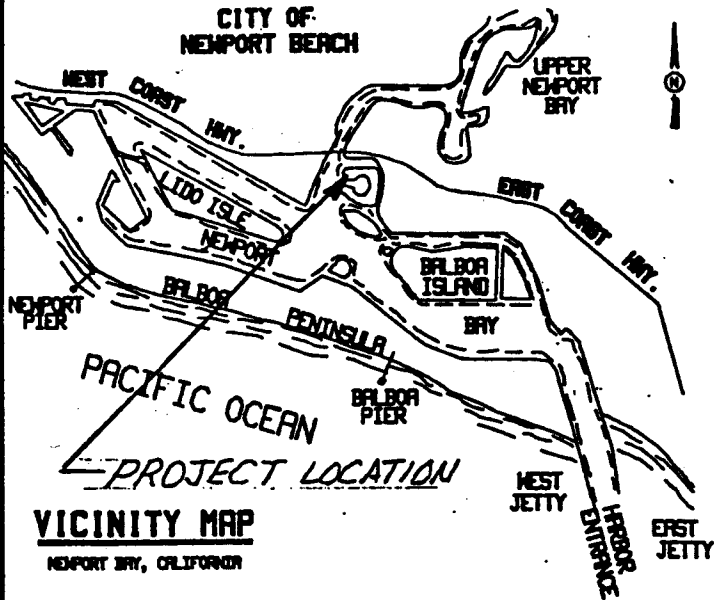 CITY OF
NEWPORT BEACH
WEST COAST HWY.
UPPER
NEWPORT
BAY
N
EAST COAST HWY.
LIDO ISLE
NEWPORT
BALBOA
ISLAND
BAY
NEWPORT
PIER
BALBOA
PENINSULA
BALBOA
PIER
PACIFIC OCEAN
PROJECT LOCATION
WEST
JETTY
HARBOR
ENTRANCE
EAST
JETTY
VICINITY MAP
NEWPORT BAY, CALIFORNIA